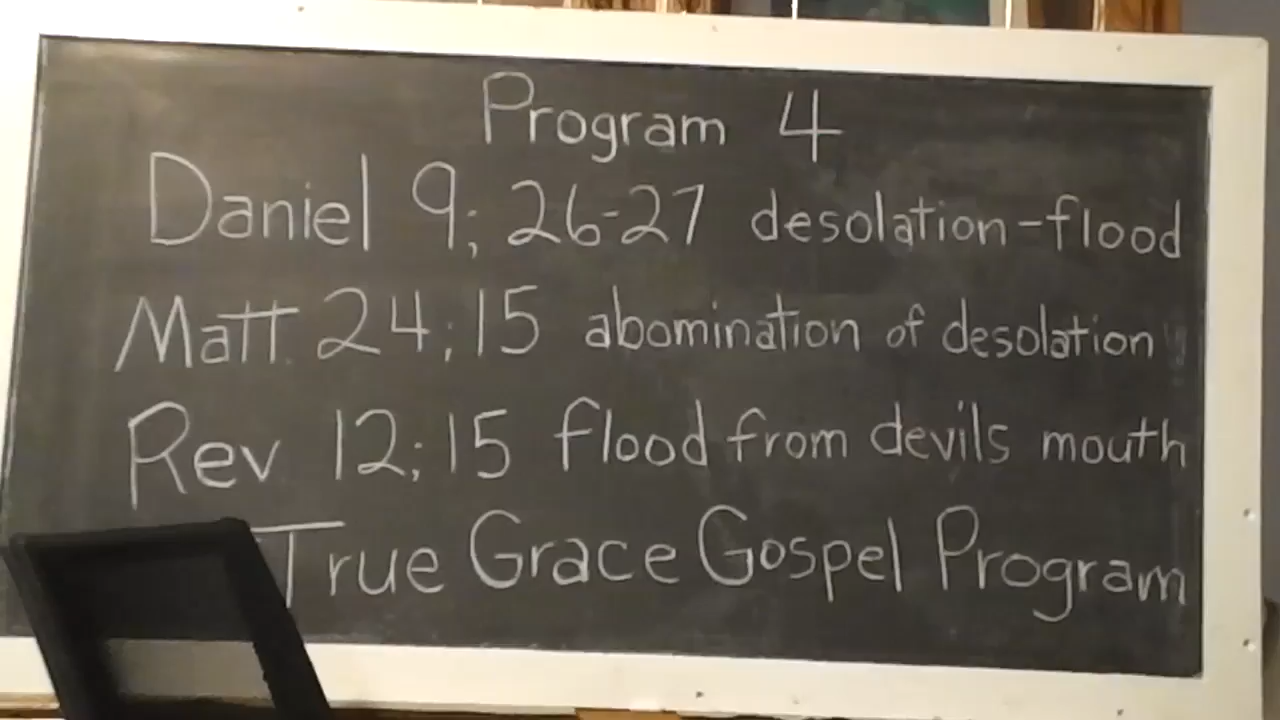 Program 4
Daniel 9; 26-27 desolation-flood
Matt 24;15 abomination of desolation
Rev 12;15 flood from devils mouth
True Grace Gospel Program